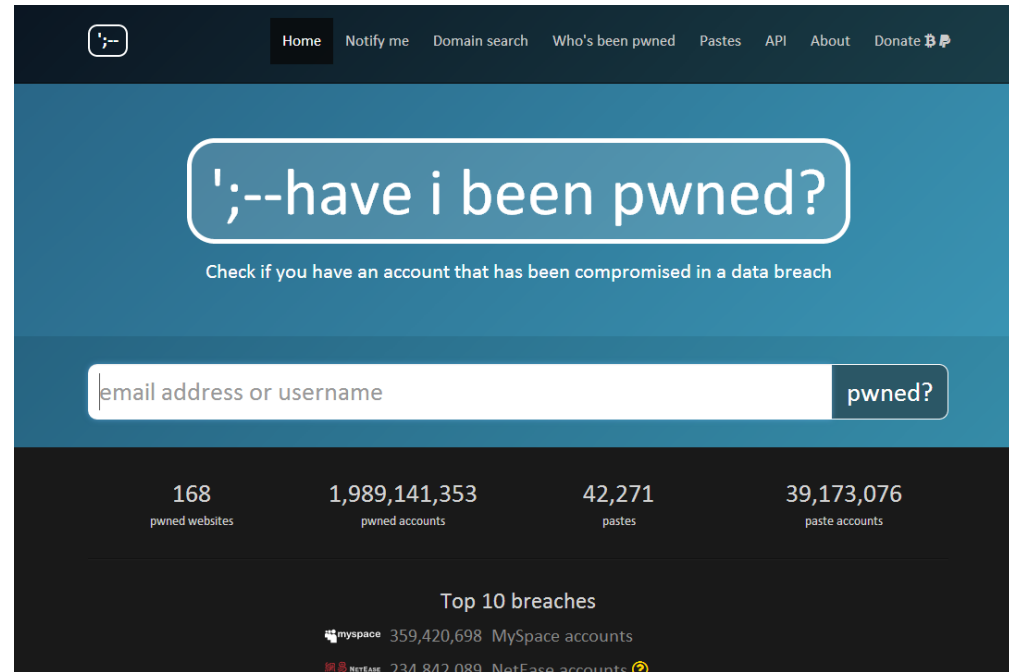 ';--
Home Notify me Domain search Who's been pwned Pastes API About Donate
';--have i been pwned?
Check if you have an account that has been compromised in a data breach
email address or username pwned?
168 1,989,141,353 42,271 39,173,076
pwned websites pwned accounts pastes paste accounts
Top 10 breaches
myspace 359,420,698 MySpace accounts
NetEase 234,842,089 NetEase accounts ?